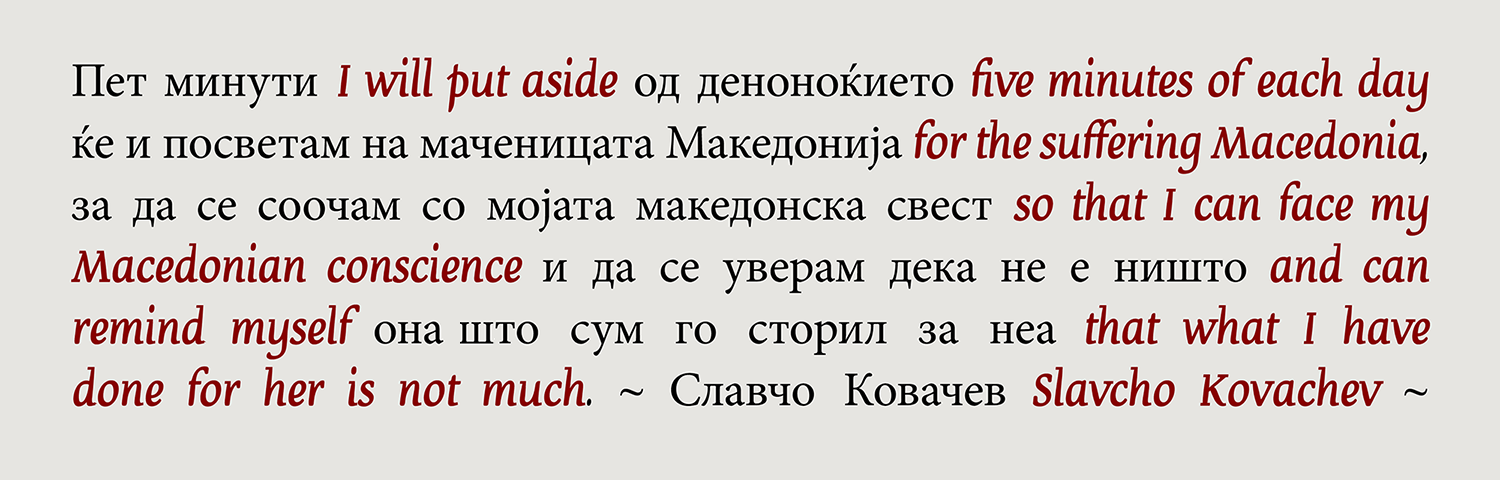 Пет минути I will put aside од деноноќието five minutes of each day
ќе и посветам на маченицата Македонија for the suffering Macedonia,
за да се соочам со мојата македонска свест so that I can face my
Macedonian conscience и да се уверам дека не е ништо and can
remind myself она што сум го сторил за неа that what I have
done for her is not much. ~ Славчо Ковачев Slavcho Kovachev ~